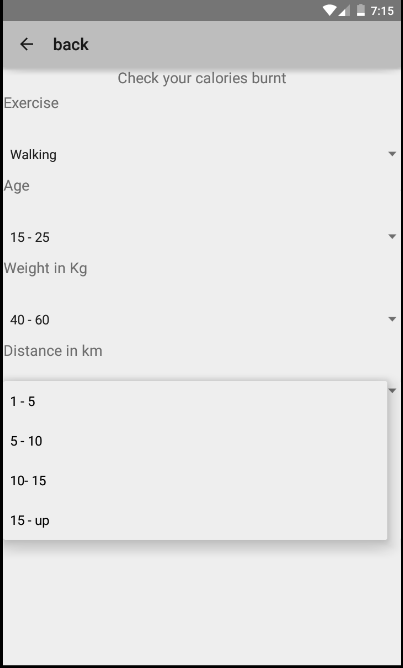 7:15
back
Check your calories burnt
Exercise
Walking
Age
15 - 25
Weight in Kg
40 - 60
Distance in km
1 - 5
5 - 10
10- 15
15 - up